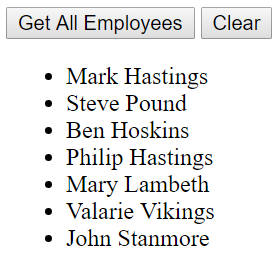 Get All Employees Clear
Mark Hastings
Steve Pound
Ben Hoskins
Philip Hastings
Mary Lambeth
Valarie Vikings
John Stanmore